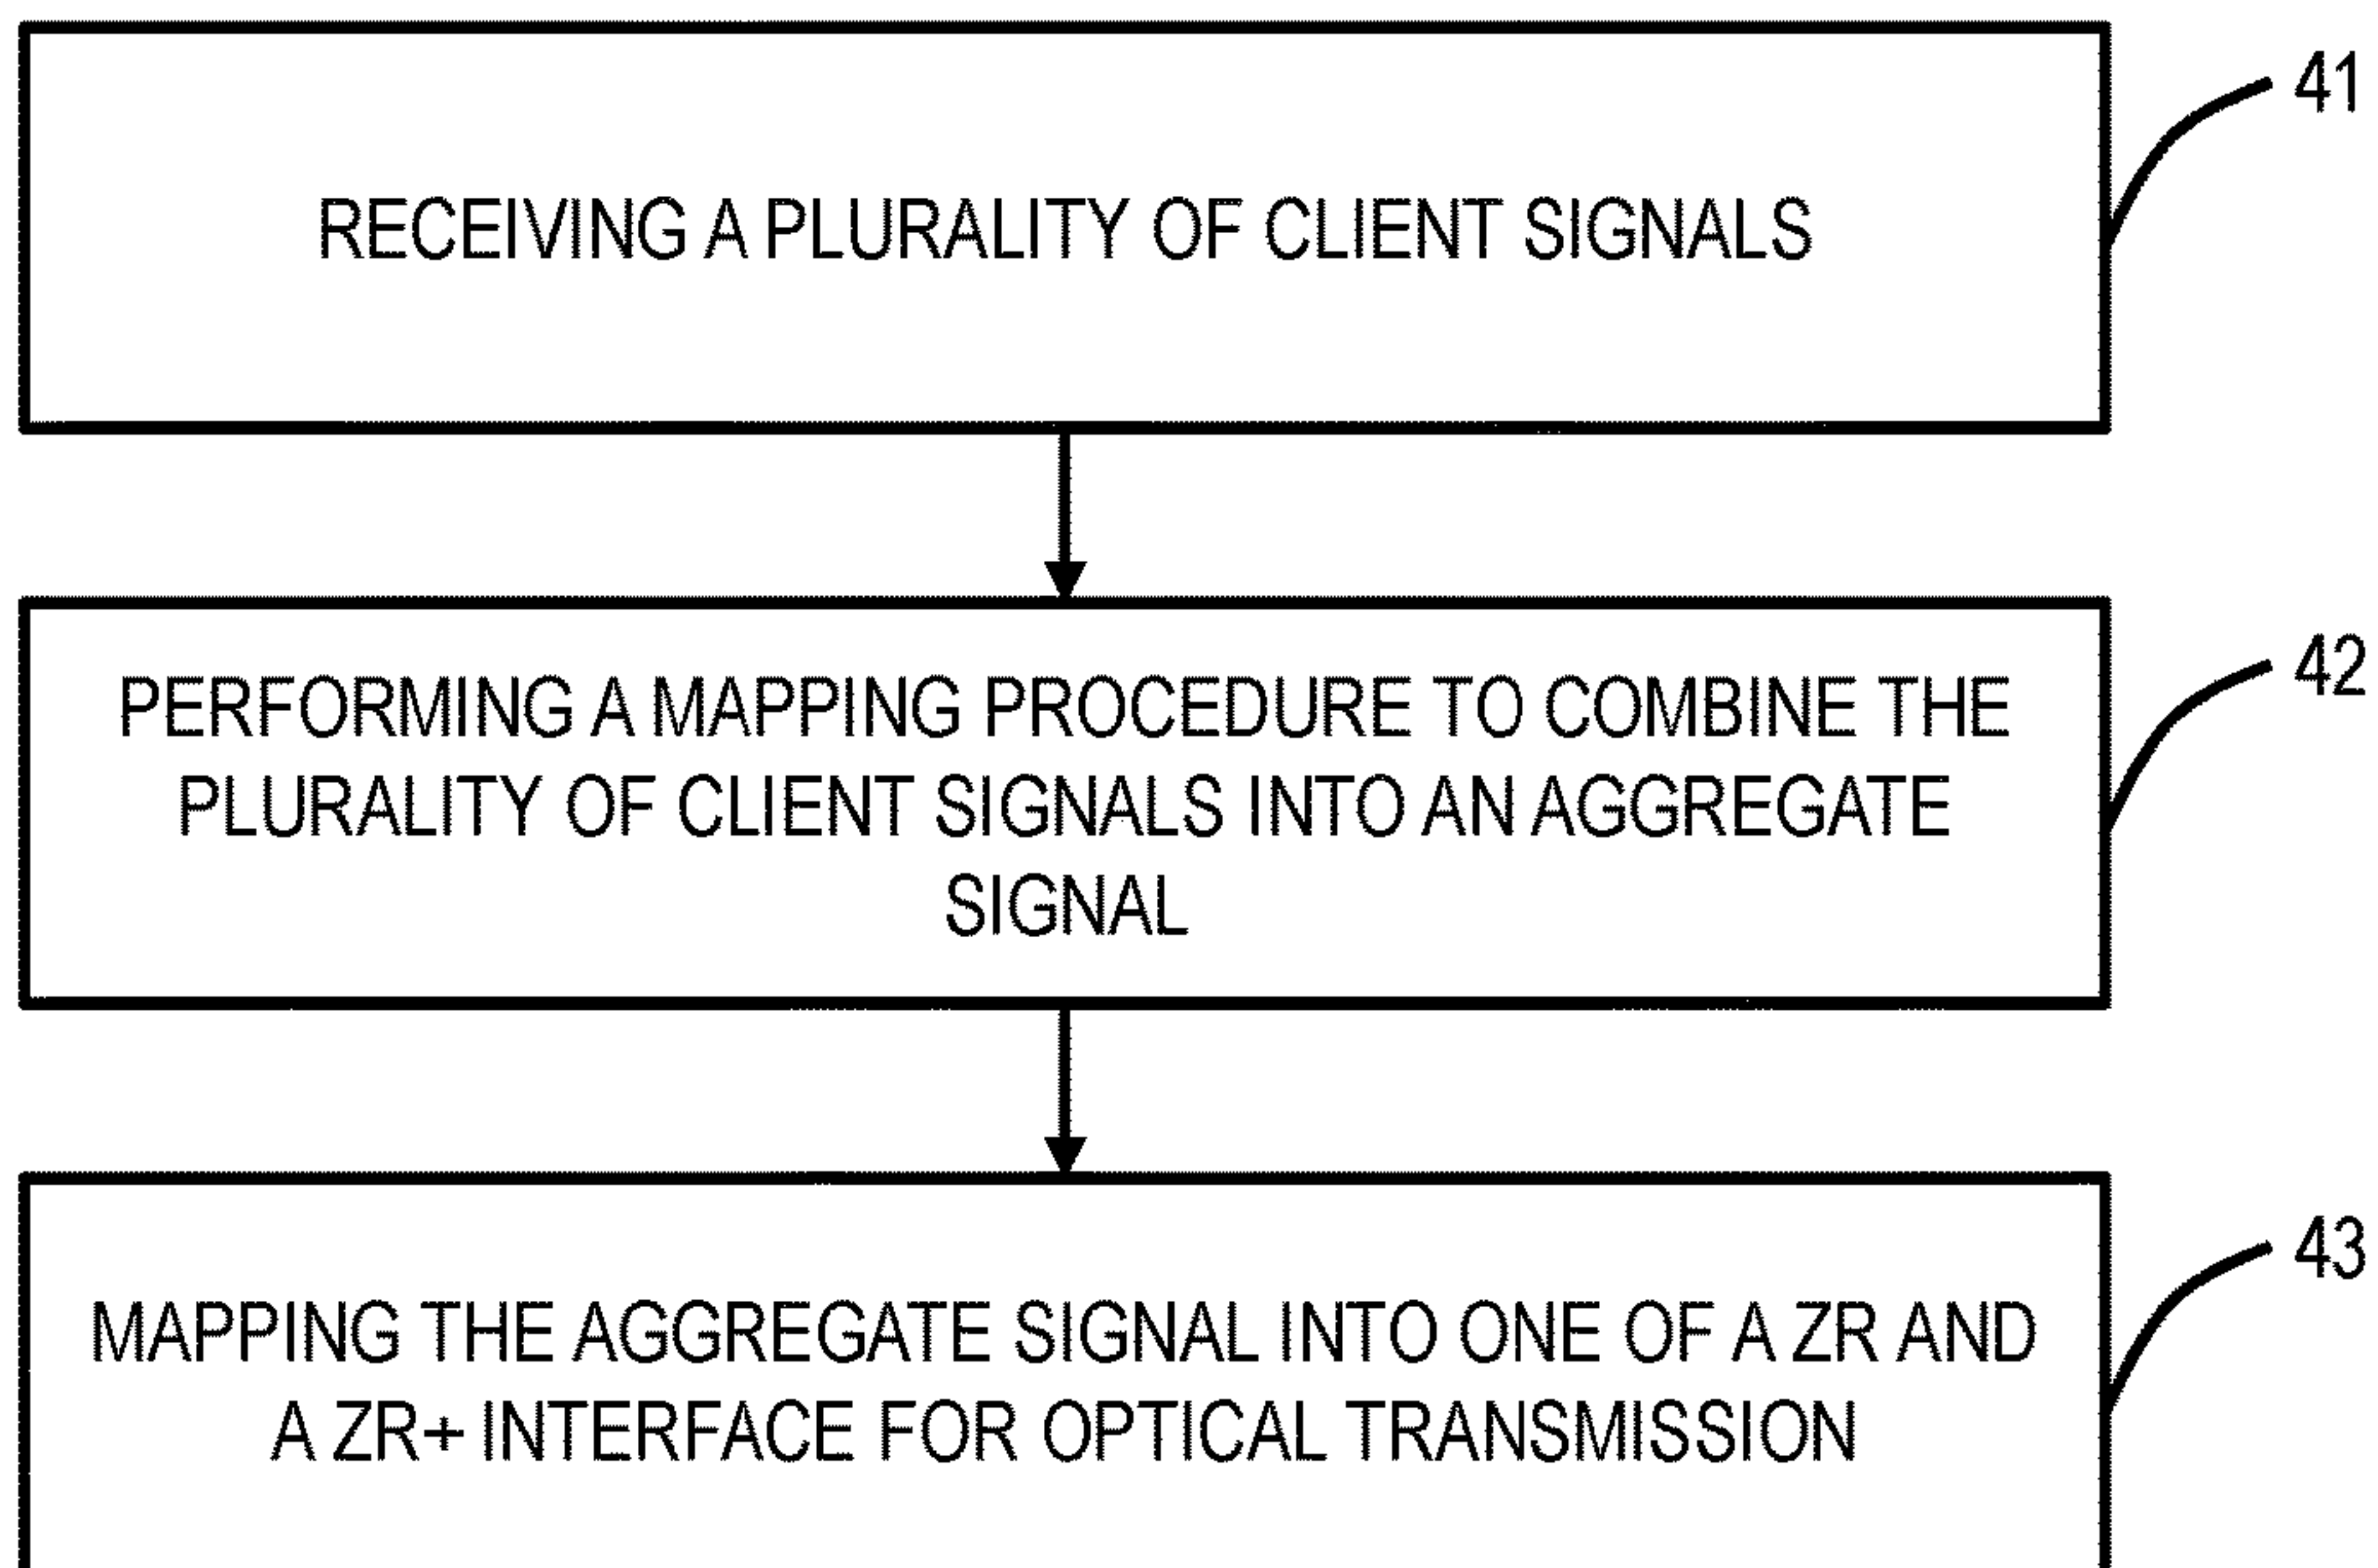 RECEIVING A PLURALITY OF CLIENT SIGNALS
41
PERFORMING A MAPPING PROCEDURE TO COMBINE THE
PLURALITY OF CLIENT SIGNALS INTO AN AGGREGATE
SIGNAL
42
MAPPING THE AGGREGATE SIGNAL INTO ONE OF A ZR AND
A ZR+ INTERFACE FOR OPTICAL TRANSMISSION
43